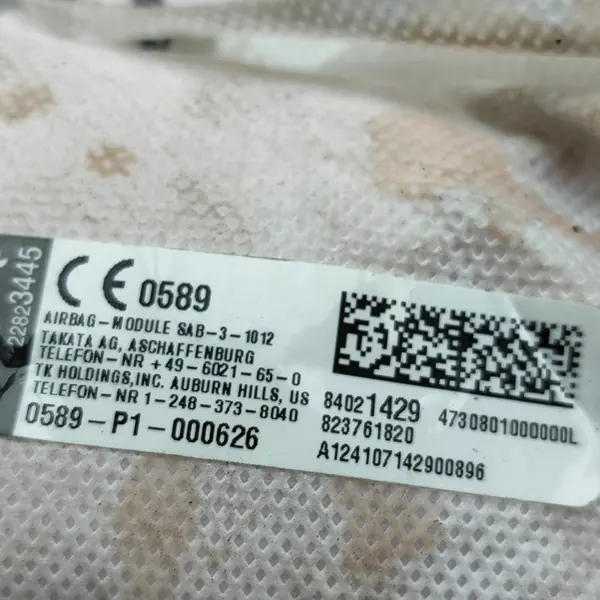 22823445
CE 0589
AIRBAG-MODULE SAB-3-1012
TAKATA AG, ASCHAFFENBURG
TELEFON-NR +49-6021-65-0
TK HOLDINGS,INC. AUBURN HILLS, US
TELEFON-NR 1-248-373-8040
0589-P1-000626
84021429 4730801000000L
823761820
A124107142900896